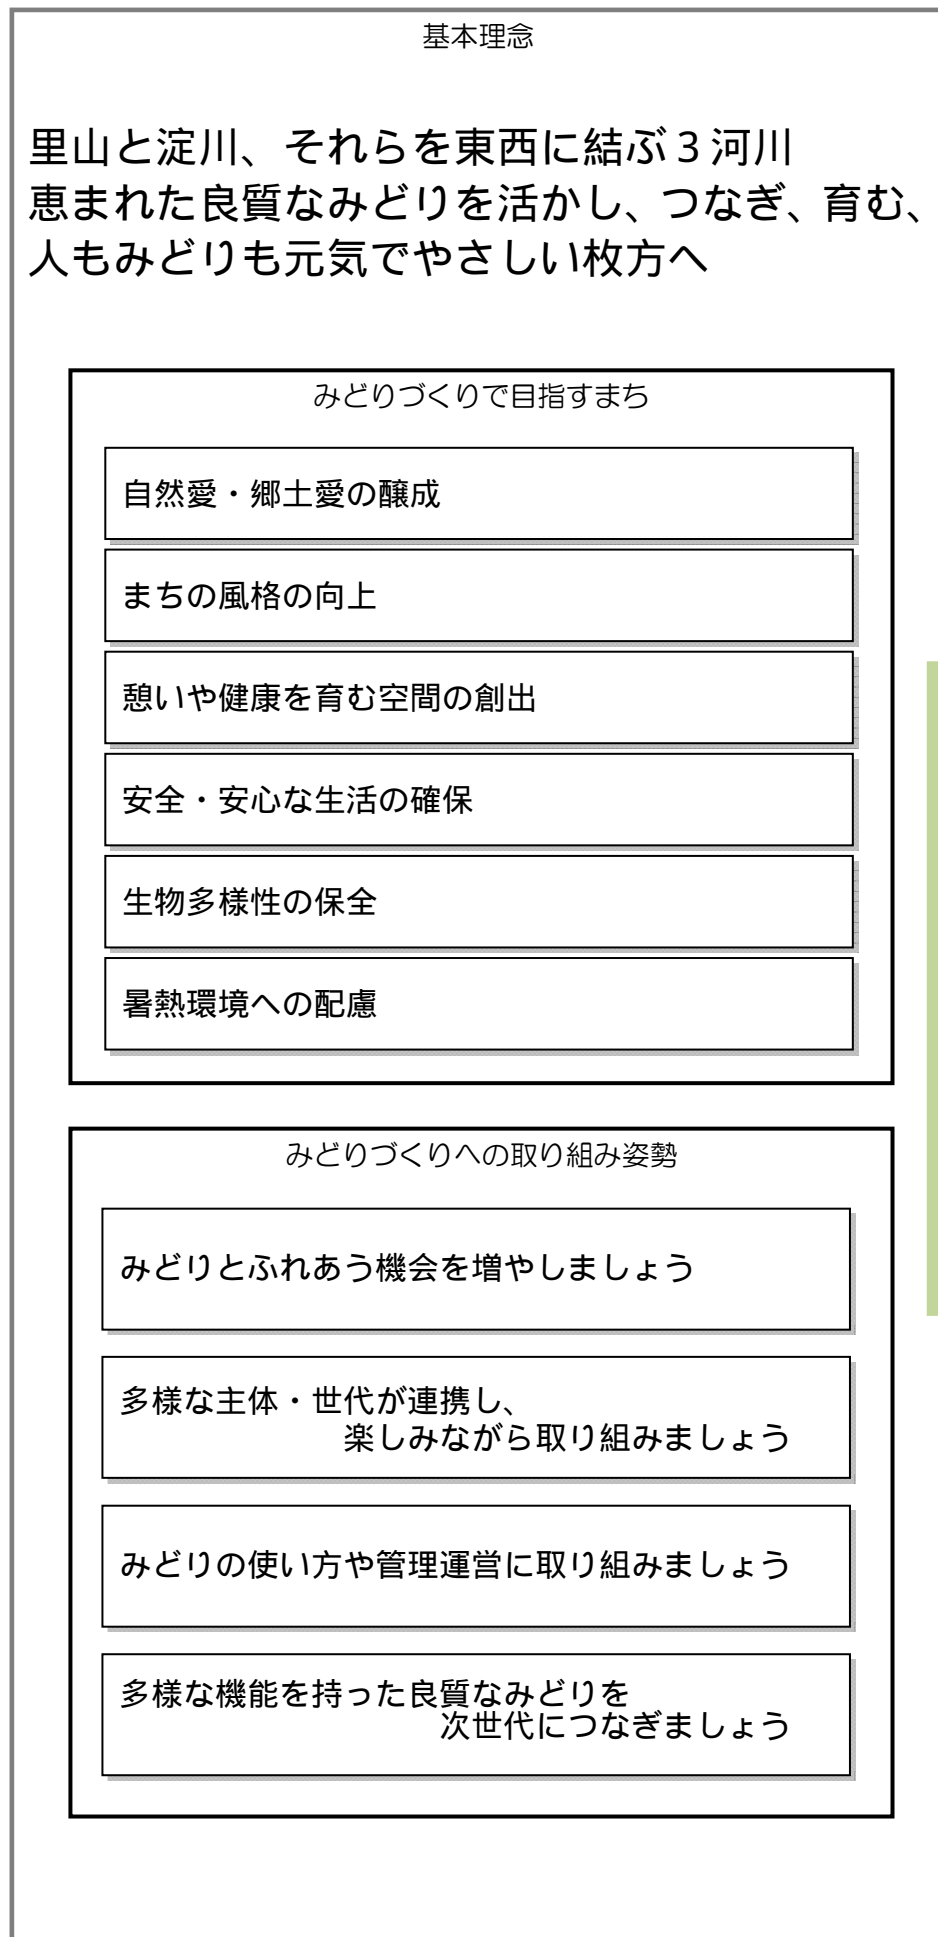 基本理念
里山と淀川、それらを東西に結ぶ３河川
恵まれた良質なみどりを活かし、つなぎ、育む、
人もみどりも元気でやさしい枚方へ
みどりづくりで目指すまち
自然愛・郷土愛の醸成
まちの風格の向上
憩いや健康を育む空間の創出
安全・安心な生活の確保
生物多様性の保全
暑熱環境への配慮
みどりづくりへの取り組み姿勢
みどりとふれあう機会を増やしましょう
多様な主体・世代が連携し、
楽しみながら取り組みましょう
みどりの使い方や管理運営に取り組みましょう
多様な機能を持った良質なみどりを
次世代につなぎましょう